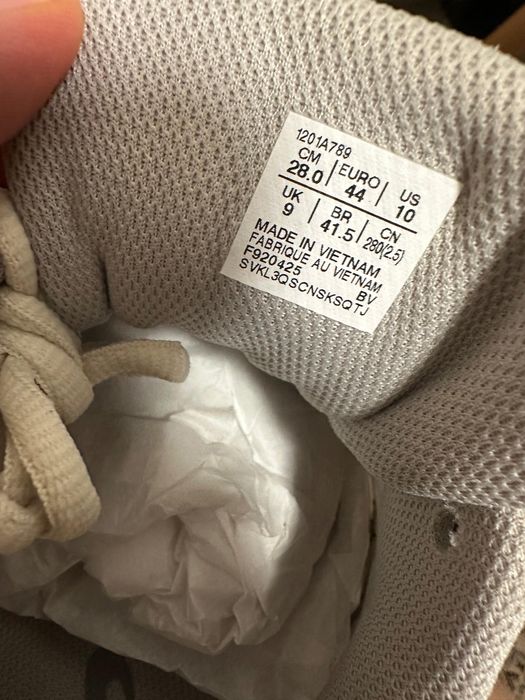 1201A789
CM | EURO | US
28.0 | 44 | 10
UK | BR | CN
9 | 41.5 | 280(2.5)
MADE IN VIETNAM
FABRIQUE AU VIETNAM
F920425 BV
SVKL3QSCNSKSQTJ